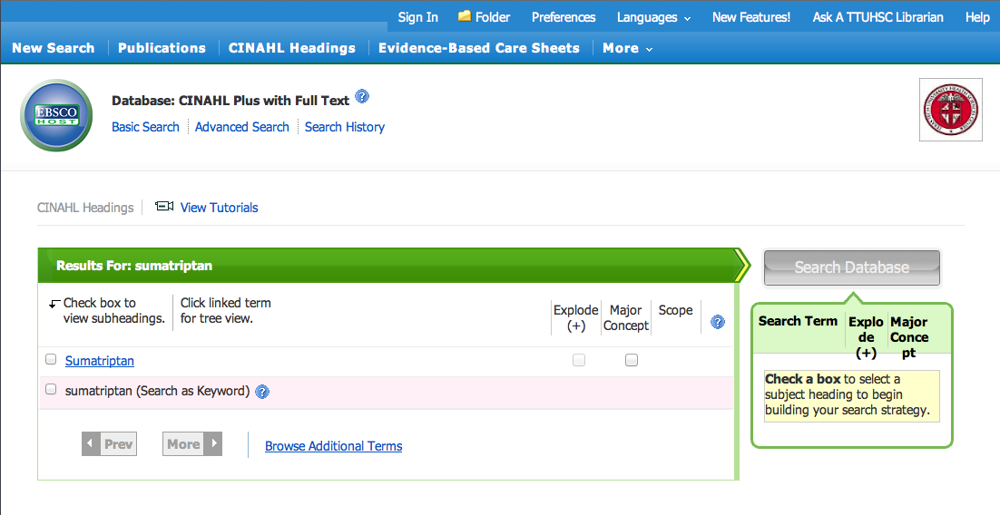 Sign In Folder Preferences Languages New Features! Ask A TTUHSC Librarian Help
New Search Publications CINAHL Headings Evidence-Based Care Sheets More
EBSCO
HOST
Database: CINAHL Plus with Full Text ?
Basic Search Advanced Search Search History
CINAHL Headings View Tutorials
Results For: sumatriptan
Search Database
Check box to
view subheadings.
Click linked term
for tree view.
Explode
(+)
Major
Concept
Scope
?
Sumatriptan
sumatriptan (Search as Keyword) ?
Prev More Browse Additional Terms
Search Term
Explo
de
(+)
Major
Conce
pt
Check a box to select a
subject heading to begin
building your search strategy.